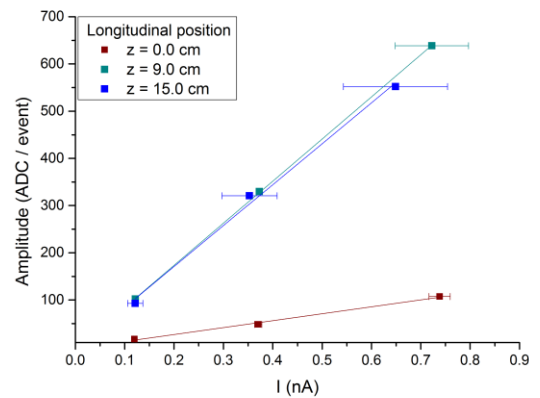 700
600
500
400
300
200
100
Amplitude (ADC / event)
Longitudinal position
z = 0.0 cm
z = 9.0 cm
z = 15.0 cm
0.0 0.1 0.2 0.3 0.4 0.5 0.6 0.7 0.8 0.9
I (nA)